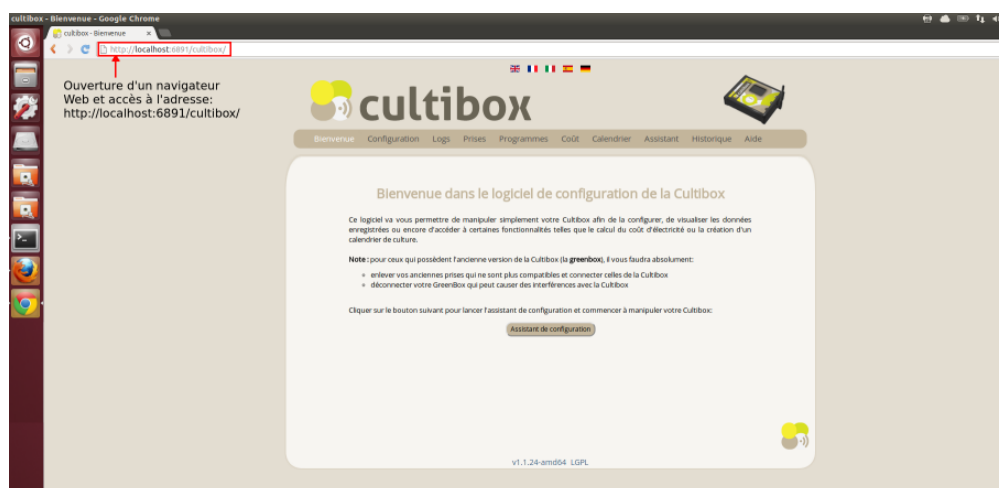 cultibox - Bienvenue - Google Chrome
cultibox - Bienvenue
http://localhost:6891/cultibox/
Ouverture d'un navigateur
Web et accès à l'adresse:
http://localhost:6891/cultibox/
cultibox
Bienvenue Configuration Logs Prises Programmes Coût Calendrier Assistant Historique Aide
Bienvenue dans le logiciel de configuration de la Cultibox
Ce logiciel va vous permettre de manipuler simplement votre Cultibox afin de la configurer, de visualiser les données
enregistrées ou encore d'accéder à certaines fonctionnalités telles que le calcul du coût d'électricité ou la création d'un
calendrier de culture.
Note : pour ceux qui possèdent l'ancienne version de la Cultibox (la greenbox), il vous faudra absolument:
enlever vos anciennes prises qui ne sont plus compatibles et connecter celles de la Cultibox
déconnecter votre GreenBox qui peut causer des interférences avec la Cultibox
Cliquer sur le bouton suivant pour lancer l'assistant de configuration et commencer à manipuler votre Cultibox:
Assistant de configuration
v1.1.24-amd64 LGPL